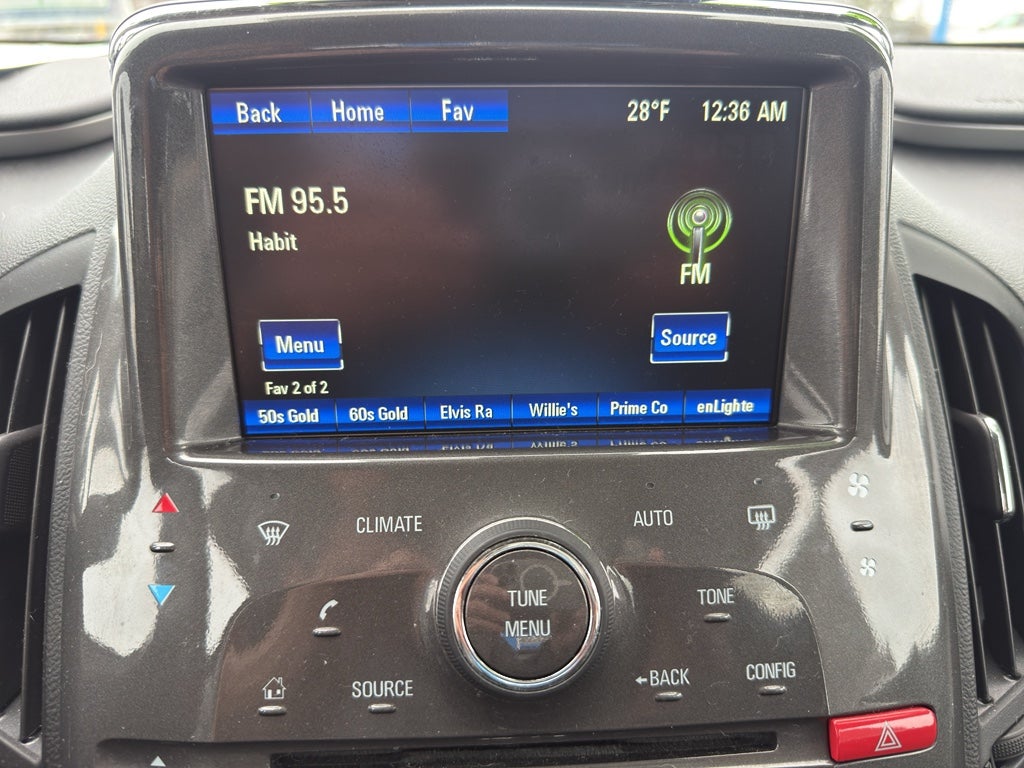 Back Home Fav 28°F 12:36 AM
FM 95.5
Habit
FM
Menu Source
Fav 2 of 2
50s Gold 60s Gold Elvis Ra Willie's Prime Co enLighte
CLIMATE AUTO
TUNE
MENU
TONE
SOURCE ←BACK CONFIG